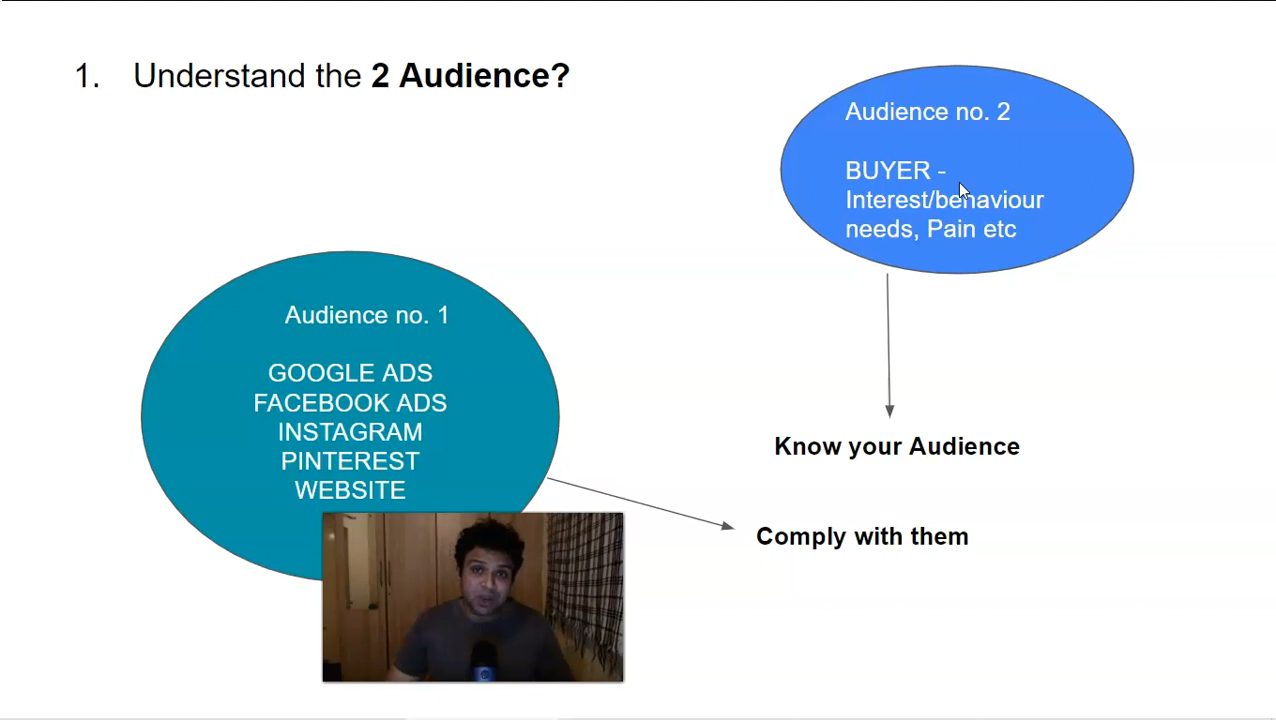 1. Understand the 2 Audience?
Audience no. 2
BUYER -
Interest/behaviour
needs, Pain etc
Audience no. 1
GOOGLE ADS
FACEBOOK ADS
INSTAGRAM
PINTEREST
WEBSITE
Know your Audience
Comply with them